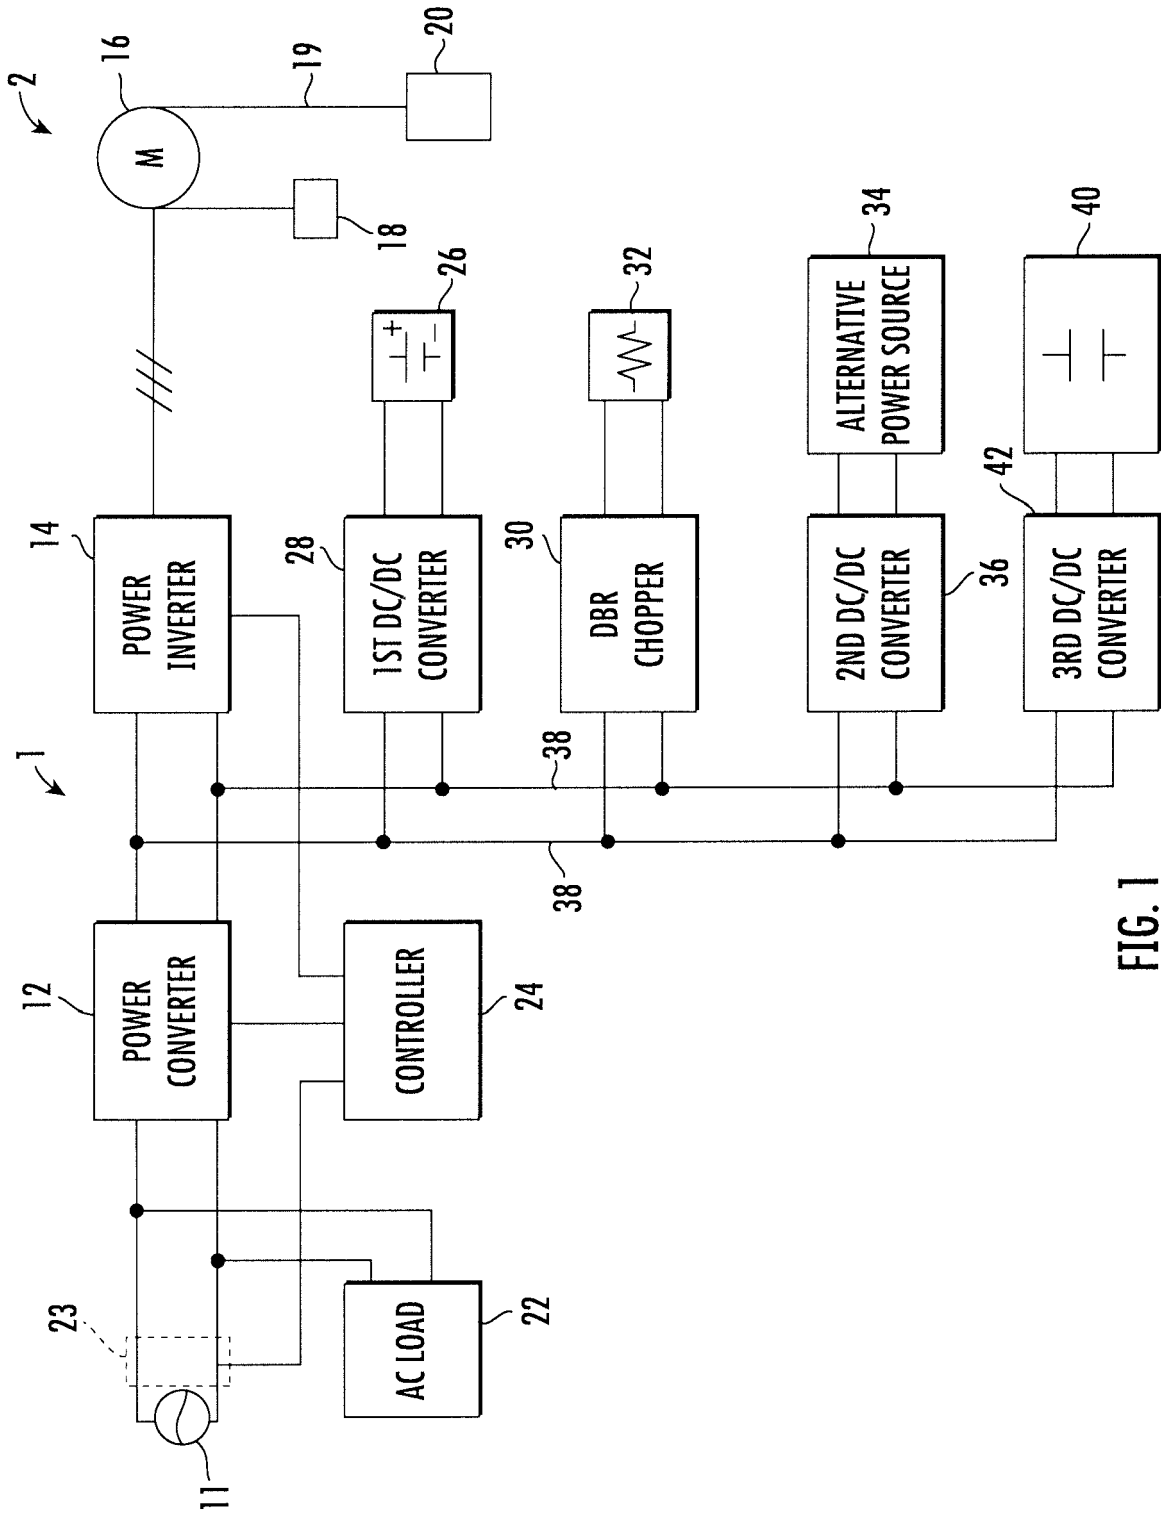 2
16
M
19
20
18
1
12
POWER
CONVERTER
14
POWER
INVERTER
23
11
AC LOAD
22
CONTROLLER
24
28
1ST DC/DC
CONVERTER
26
+
−
30
DBR
CHOPPER
32
38
38
2ND DC/DC
CONVERTER
36
ALTERNATIVE
POWER SOURCE
34
42
3RD DC/DC
CONVERTER
40
FIG. 1